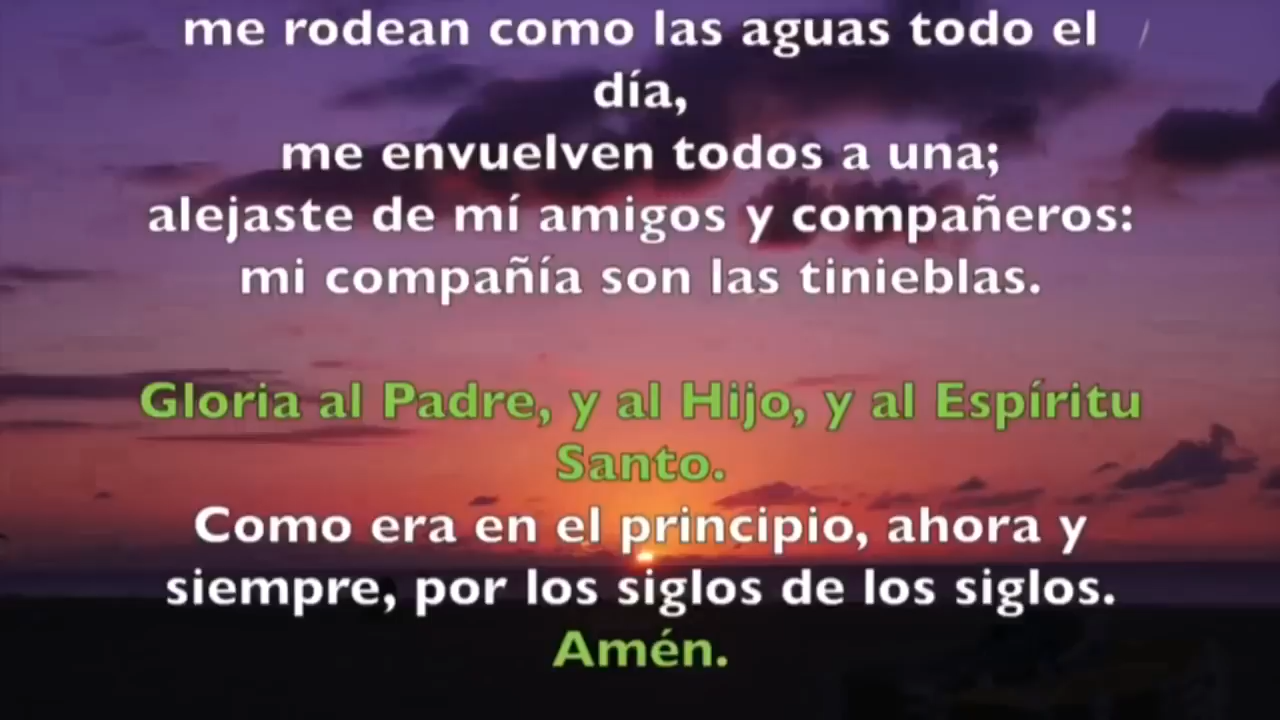 me rodean como las aguas todo el
día,
me envuelven todos a una;
alejaste de mí amigos y compañeros:
mi compañía son las tinieblas.
Gloria al Padre, y al Hijo, y al Espíritu
Santo.
Como era en el principio, ahora y
siempre, por los siglos de los siglos.
Amén.